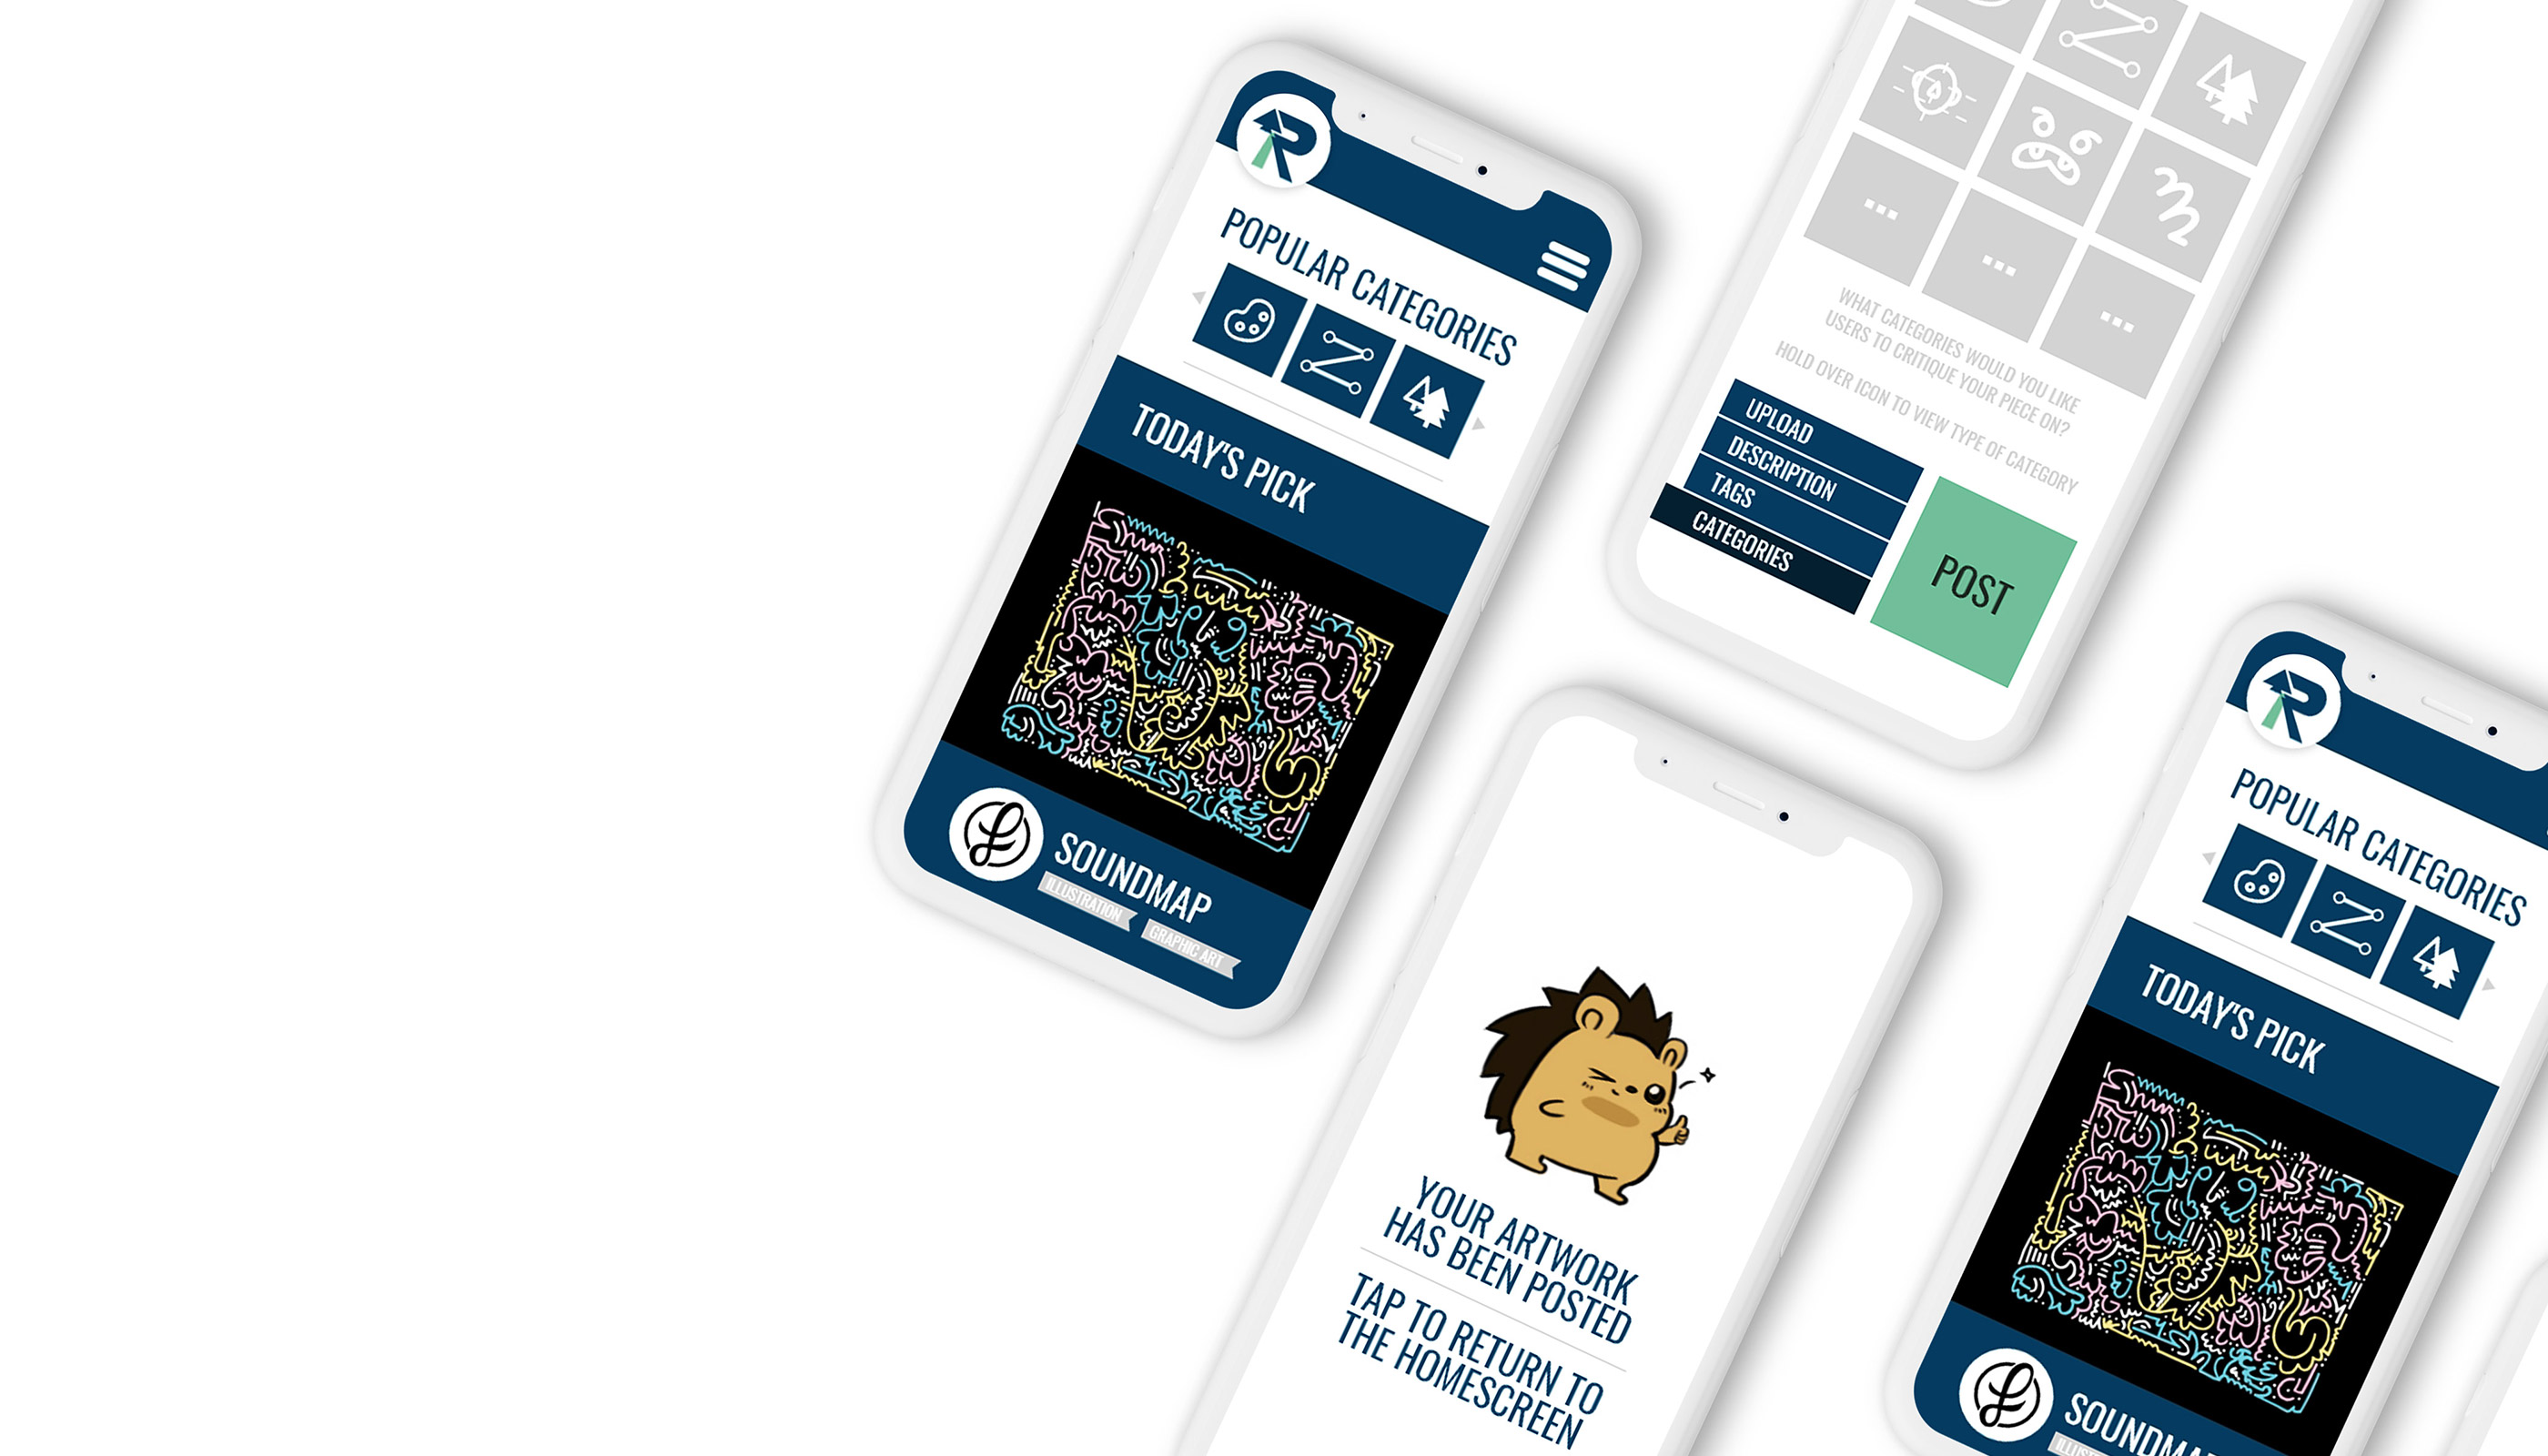 POPULAR CATEGORIES
TODAY'S PICK
SOUNDMAP
ILLUSTRATION
GRAPHIC ART
WHAT CATEGORIES WOULD YOU LIKE
USERS TO CRITIQUE YOUR PIECE ON?
HOLD OVER ICON TO VIEW TYPE OF CATEGORY
UPLOAD
DESCRIPTION
TAGS
CATEGORIES
POST
YOUR ARTWORK
HAS BEEN POSTED
TAP TO RETURN TO
THE HOMESCREEN
POPULAR CATEGORIES
TODAY'S PICK
SOUNDMA
ILLUST